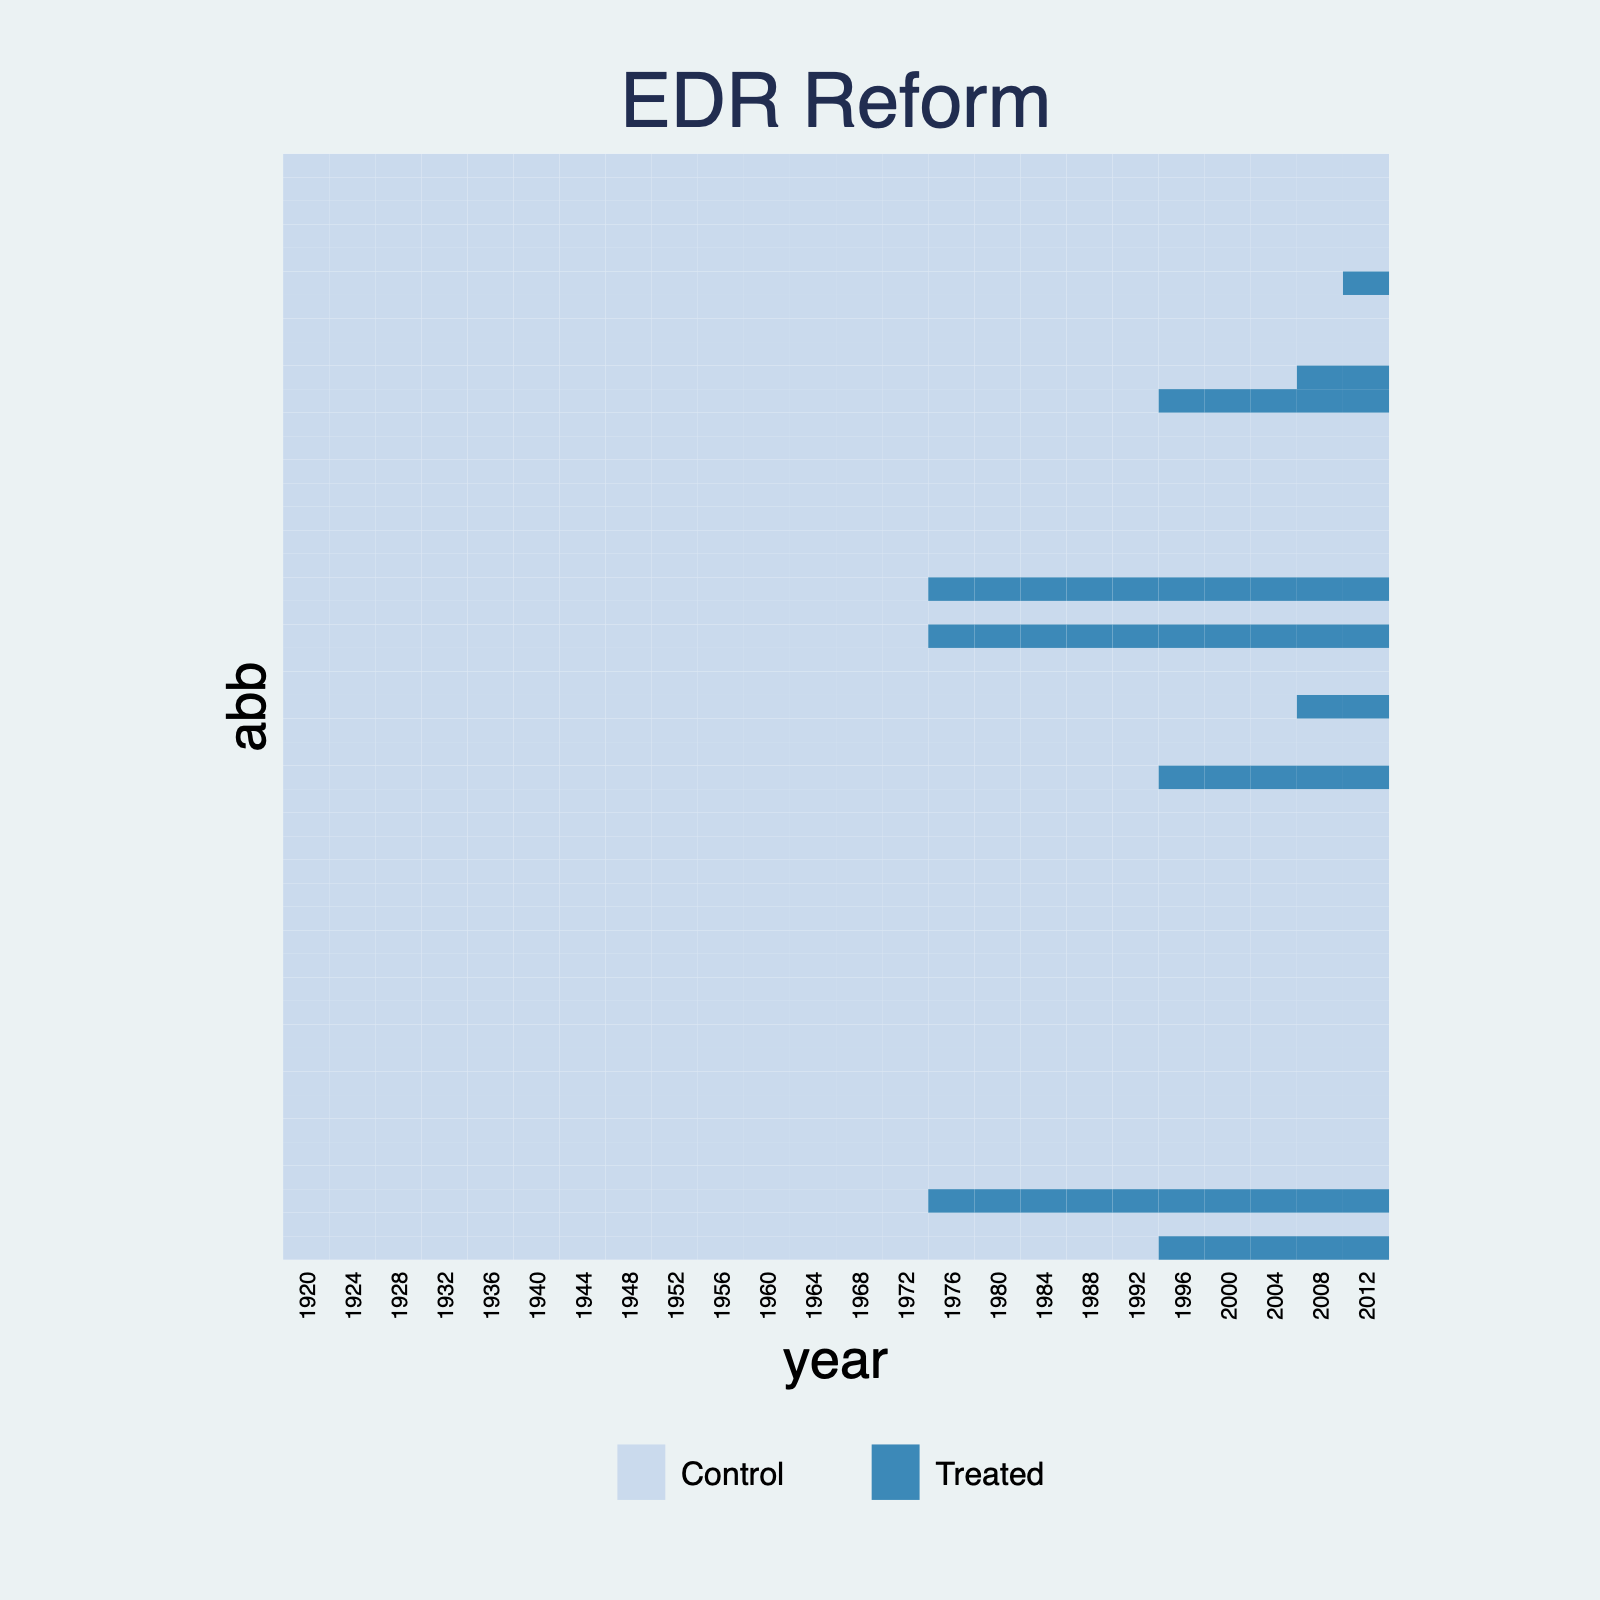 EDR Reform
abb
1920 1924 1928 1932 1936 1940 1944 1948 1952 1956 1960 1964 1968 1972 1976 1980 1984 1988 1992 1996 2000 2004 2008 2012
year
Control Treated